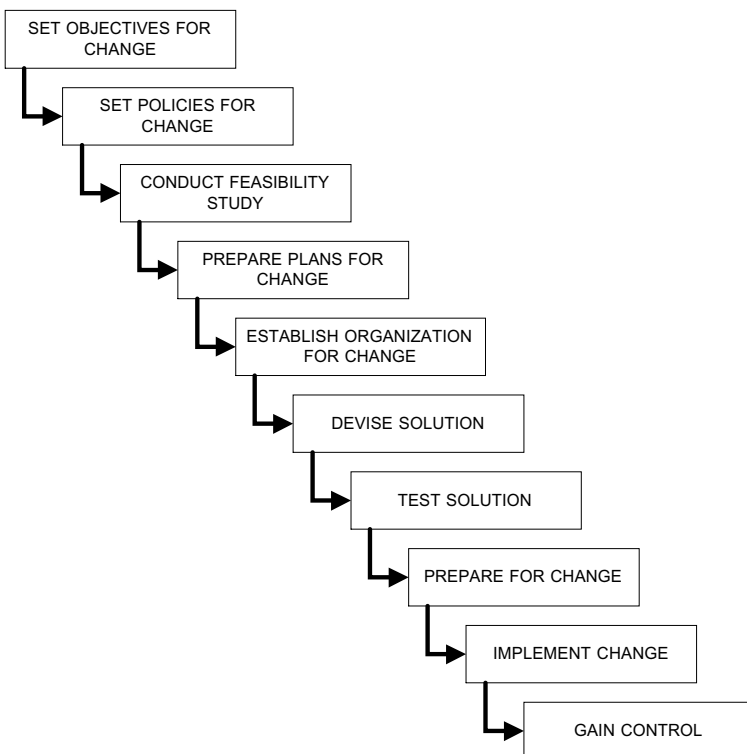 SET OBJECTIVES FOR
CHANGE
SET POLICIES FOR
CHANGE
CONDUCT FEASIBILITY
STUDY
PREPARE PLANS FOR
CHANGE
ESTABLISH ORGANIZATION
FOR CHANGE
DEVISE SOLUTION
TEST SOLUTION
PREPARE FOR CHANGE
IMPLEMENT CHANGE
GAIN CONTROL